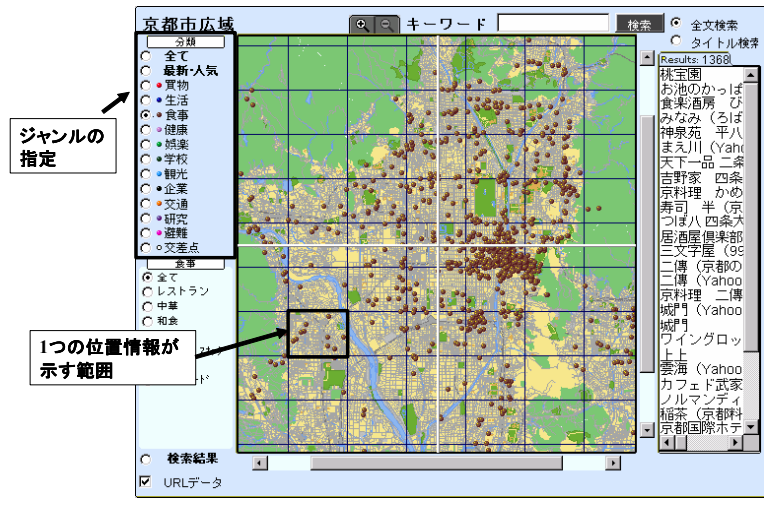 京都市広域
キーワード
検索
全文検索
タイトル検索
分類
全て
最新・人気
買物
生活
食事
健康
娯楽
学校
観光
企業
交通
研究
避難
交差点
食事
全て
レストラン
中華
和食
ード
検索結果
URLデータ
ジャンルの
指定
1つの位置情報が
示す範囲
Results: 1368
桃宝園
お池のかっぱ
食楽酒房 び
みなみ（ろば
神泉苑 平八
まえ川（Yaho
天下一品 二条
吉野家 四条
京料理 かめ
寿司 半（京
つぼ八 四条大
居酒屋倶楽部
三文字屋（99
二傳（京都の
二傳（Yahoo
京料理 二傳
城門（Yahoo
城門
ワイングロッ
上上
雲海（Yahoo
カフェド武家
ノルマンディ
稲茶（京都料
京都国際ホテ